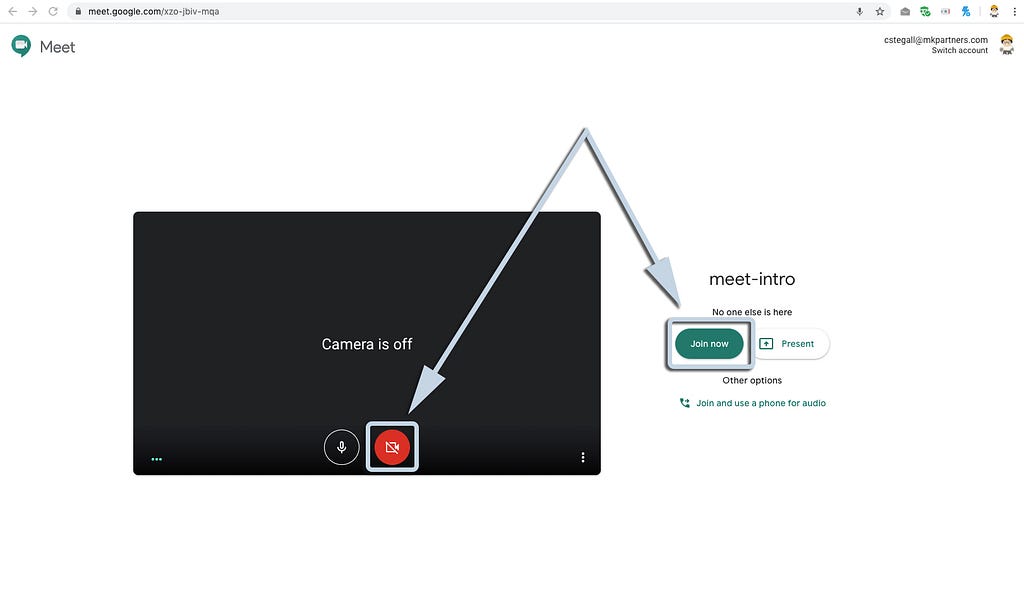 meet.google.com/xzo-jbiv-mqa
Meet
cstegall@mkpartners.com
Switch account
Camera is off
meet-intro
No one else is here
Join now
Present
Other options
Join and use a phone for audio